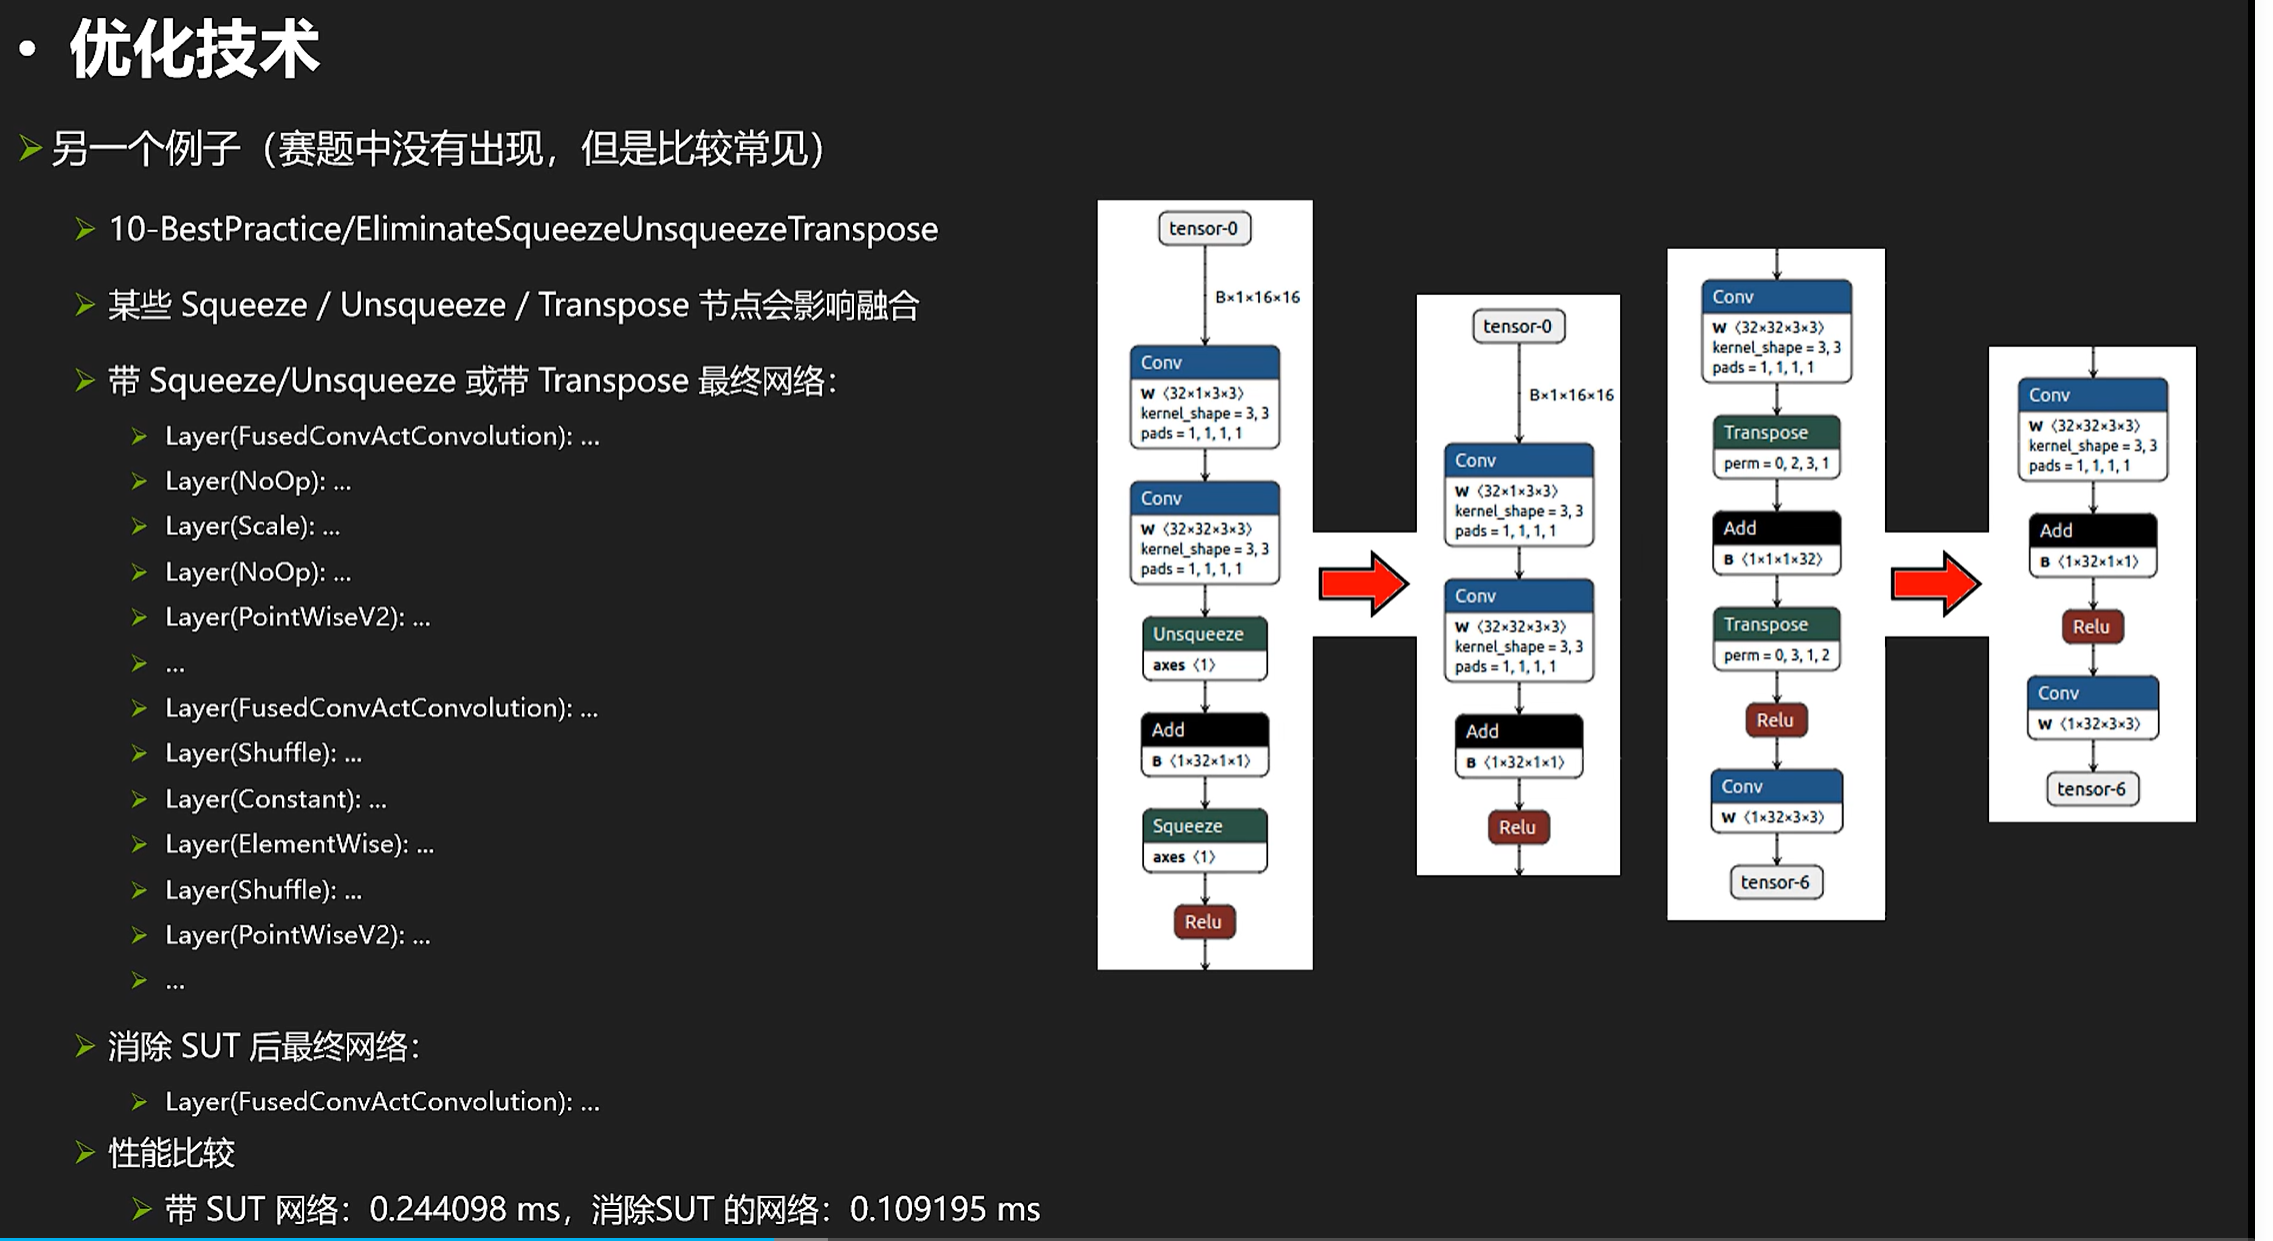 • 优化技术
另一个例子（赛题中没有出现，但是比较常见）
10-BestPractice/EliminateSqueezeUnsqueezeTranspose
某些 Squeeze / Unsqueeze / Transpose 节点会影响融合
带 Squeeze/Unsqueeze 或带 Transpose 最终网络：
Layer(FusedConvActConvolution): ...
Layer(NoOp): ...
Layer(Scale): ...
Layer(NoOp): ...
Layer(PointWiseV2): ...
...
Layer(FusedConvActConvolution): ...
Layer(Shuffle): ...
Layer(Constant): ...
Layer(ElementWise): ...
Layer(Shuffle): ...
Layer(PointWiseV2): ...
...
消除 SUT 后最终网络：
Layer(FusedConvActConvolution): ...
性能比较
带 SUT 网络：0.244098 ms，消除SUT 的网络：0.109195 ms
tensor-0
B×1×16×16
Conv
W 〈32×1×3×3〉
kernel_shape = 3, 3
pads = 1, 1, 1, 1
Conv
W 〈32×32×3×3〉
kernel_shape = 3, 3
pads = 1, 1, 1, 1
Unsqueeze
axes 〈1〉
Add
B 〈1×32×1×1〉
Squeeze
axes 〈1〉
Relu
tensor-0
B×1×16×16
Conv
W 〈32×1×3×3〉
kernel_shape = 3, 3
pads = 1, 1, 1, 1
Conv
W 〈32×32×3×3〉
kernel_shape = 3, 3
pads = 1, 1, 1, 1
Add
B 〈1×32×1×1〉
Relu
Conv
W 〈32×32×3×3〉
kernel_shape = 3, 3
pads = 1, 1, 1, 1
Transpose
perm = 0, 2, 3, 1
Add
B 〈1×1×1×32〉
Transpose
perm = 0, 3, 1, 2
Relu
Conv
W 〈1×32×3×3〉
tensor-6
Conv
W 〈32×32×3×3〉
kernel_shape = 3, 3
pads = 1, 1, 1, 1
Add
B 〈1×32×1×1〉
Relu
Conv
W 〈1×32×3×3〉
tensor-6